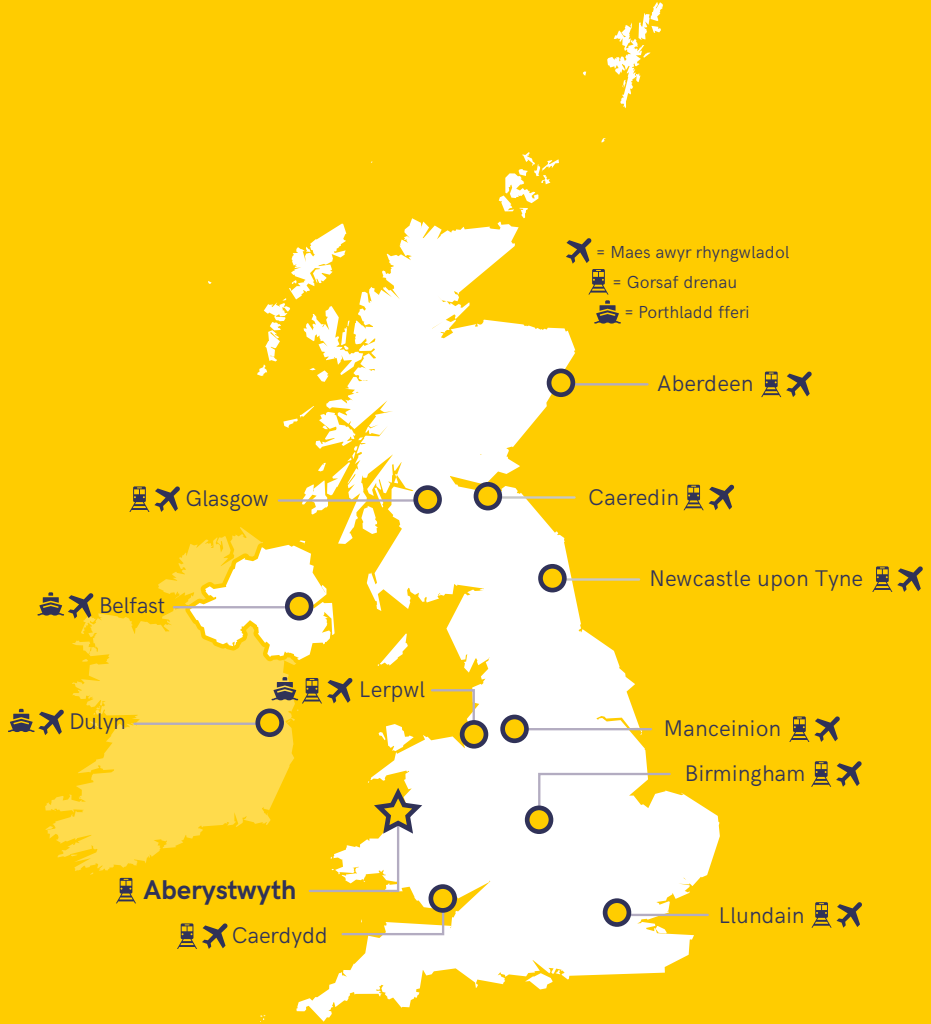 = Maes awyr rhyngwladol
= Gorsaf drenau
= Porthladd fferi
Aberdeen
Glasgow
Caeredin
Newcastle upon Tyne
Belfast
Lerpwl
Dulyn
Manceinion
Birmingham
Aberystwyth
Llundain
Caerdydd